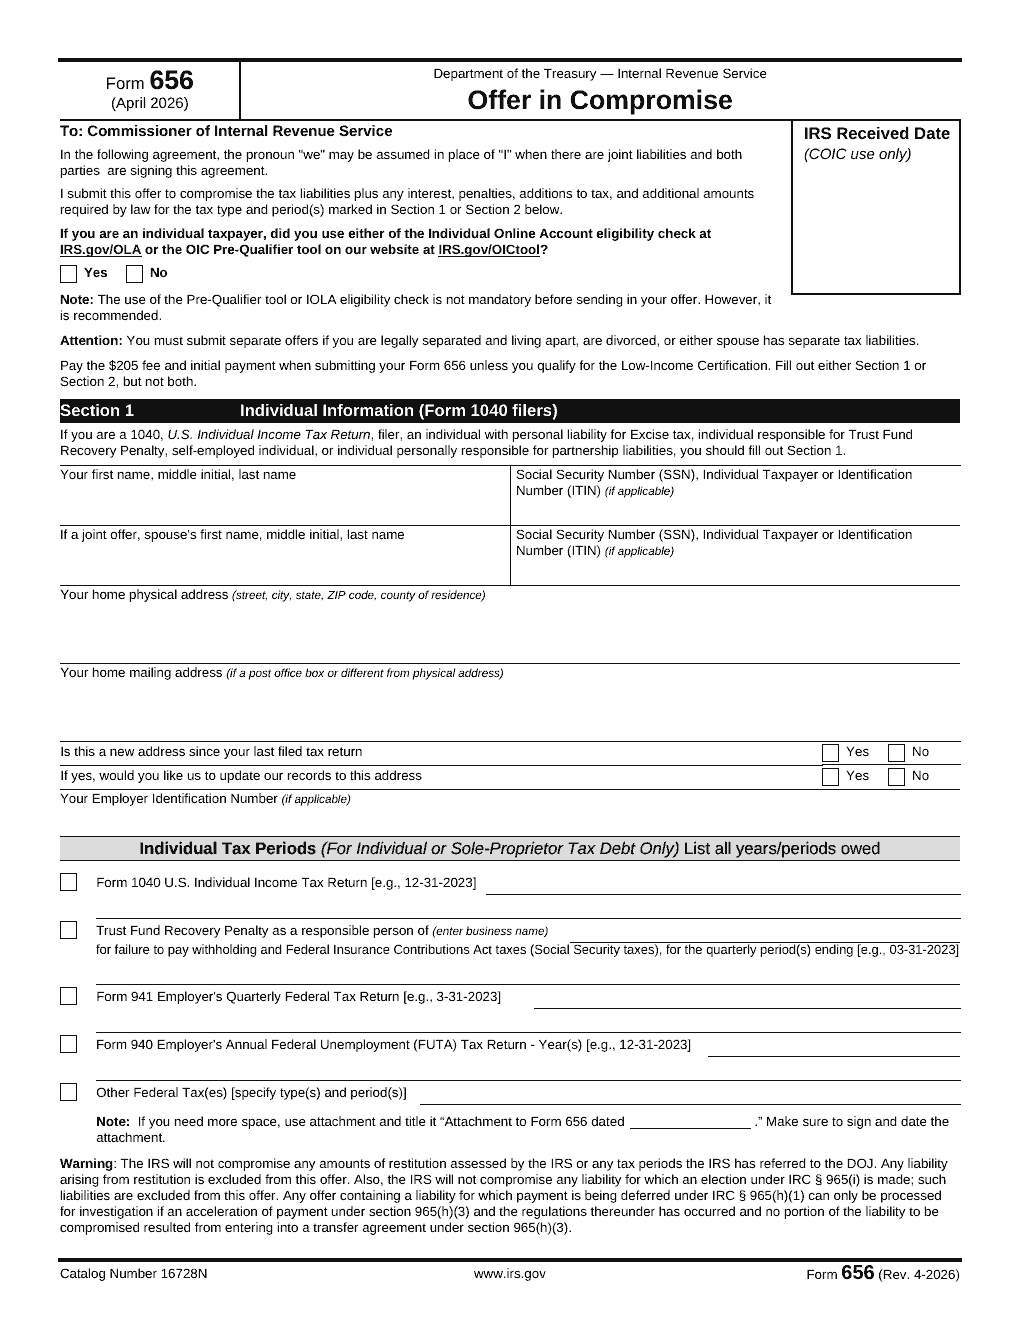 Form 656
(April 2026)
Department of the Treasury — Internal Revenue Service
Offer in Compromise
To: Commissioner of Internal Revenue Service
IRS Received Date
(COIC use only)
In the following agreement, the pronoun "we" may be assumed in place of "I" when there are joint liabilities and both
parties  are signing this agreement.
I submit this offer to compromise the tax liabilities plus any interest, penalties, additions to tax, and additional amounts
required by law for the tax type and period(s) marked in Section 1 or Section 2 below.
If you are an individual taxpayer, did you use either of the Individual Online Account eligibility check at
IRS.gov/OLA or the OIC Pre-Qualifier tool on our website at IRS.gov/OICtool?
Yes No
Note: The use of the Pre-Qualifier tool or IOLA eligibility check is not mandatory before sending in your offer. However, it
is recommended.
Attention: You must submit separate offers if you are legally separated and living apart, are divorced, or either spouse has separate tax liabilities.
Pay the $205 fee and initial payment when submitting your Form 656 unless you qualify for the Low-Income Certification. Fill out either Section 1 or
Section 2, but not both.
Section 1 Individual Information (Form 1040 filers)
If you are a 1040, U.S. Individual Income Tax Return, filer, an individual with personal liability for Excise tax, individual responsible for Trust Fund
Recovery Penalty, self-employed individual, or individual personally responsible for partnership liabilities, you should fill out Section 1.
Your first name, middle initial, last name
Social Security Number (SSN), Individual Taxpayer or Identification
Number (ITIN) (if applicable)
If a joint offer, spouse's first name, middle initial, last name
Social Security Number (SSN), Individual Taxpayer or Identification
Number (ITIN) (if applicable)
Your home physical address (street, city, state, ZIP code, county of residence)
Your home mailing address (if a post office box or different from physical address)
Is this a new address since your last filed tax return Yes No
If yes, would you like us to update our records to this address Yes No
Your Employer Identification Number (if applicable)
Individual Tax Periods (For Individual or Sole-Proprietor Tax Debt Only) List all years/periods owed
Form 1040 U.S. Individual Income Tax Return [e.g., 12-31-2023]
Trust Fund Recovery Penalty as a responsible person of (enter business name)
for failure to pay withholding and Federal Insurance Contributions Act taxes (Social Security taxes), for the quarterly period(s) ending [e.g., 03-31-2023]
Form 941 Employer's Quarterly Federal Tax Return [e.g., 3-31-2023]
Form 940 Employer's Annual Federal Unemployment (FUTA) Tax Return - Year(s) [e.g., 12-31-2023]
Other Federal Tax(es) [specify type(s) and period(s)]
Note:  If you need more space, use attachment and title it “Attachment to Form 656 dated .” Make sure to sign and date the
attachment.
Warning: The IRS will not compromise any amounts of restitution assessed by the IRS or any tax periods the IRS has referred to the DOJ. Any liability
arising from restitution is excluded from this offer. Also, the IRS will not compromise any liability for which an election under IRC § 965(i) is made; such
liabilities are excluded from this offer. Any offer containing a liability for which payment is being deferred under IRC § 965(h)(1) can only be processed
for investigation if an acceleration of payment under section 965(h)(3) and the regulations thereunder has occurred and no portion of the liability to be
compromised resulted from entering into a transfer agreement under section 965(h)(3).
Catalog Number 16728N www.irs.gov Form 656 (Rev. 4-2026)